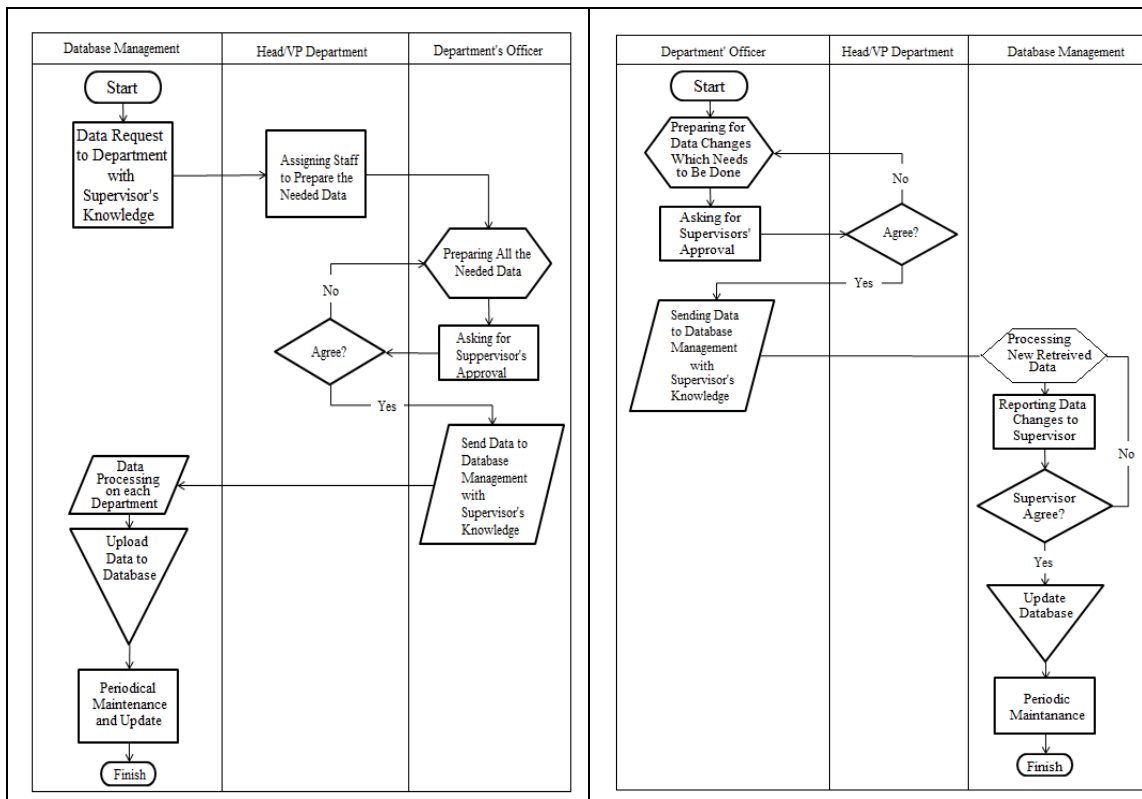 Database Management
Head/VP Department
Department's Officer
Start
Data Request
to Department
with
Supervisor's
Knowledge
Assigning Staff
to Prepare the
Needed Data
Preparing All the
Needed Data
No
Agree?
Asking for
Suppervisor's
Approval
Yes
Send Data to
Database
Management
with
Supervisor's
Knowledge
Data
Processing
on each
Department
Upload
Data to
Database
Periodical
Maintenance
and Update
Finish
Department' Officer
Head/VP Department
Database Management
Start
Preparing for
Data Changes
Which Needs
to Be Done
No
Asking for
Supervisors'
Approval
Agree?
Yes
Sending Data
to Database
Management
with
Supervisor's
Knowledge
Processing
New Retreived
Data
Reporting Data
Changes to
Supervisor
No
Supervisor
Agree?
Yes
Update
Database
Periodic
Maintanance
Finish